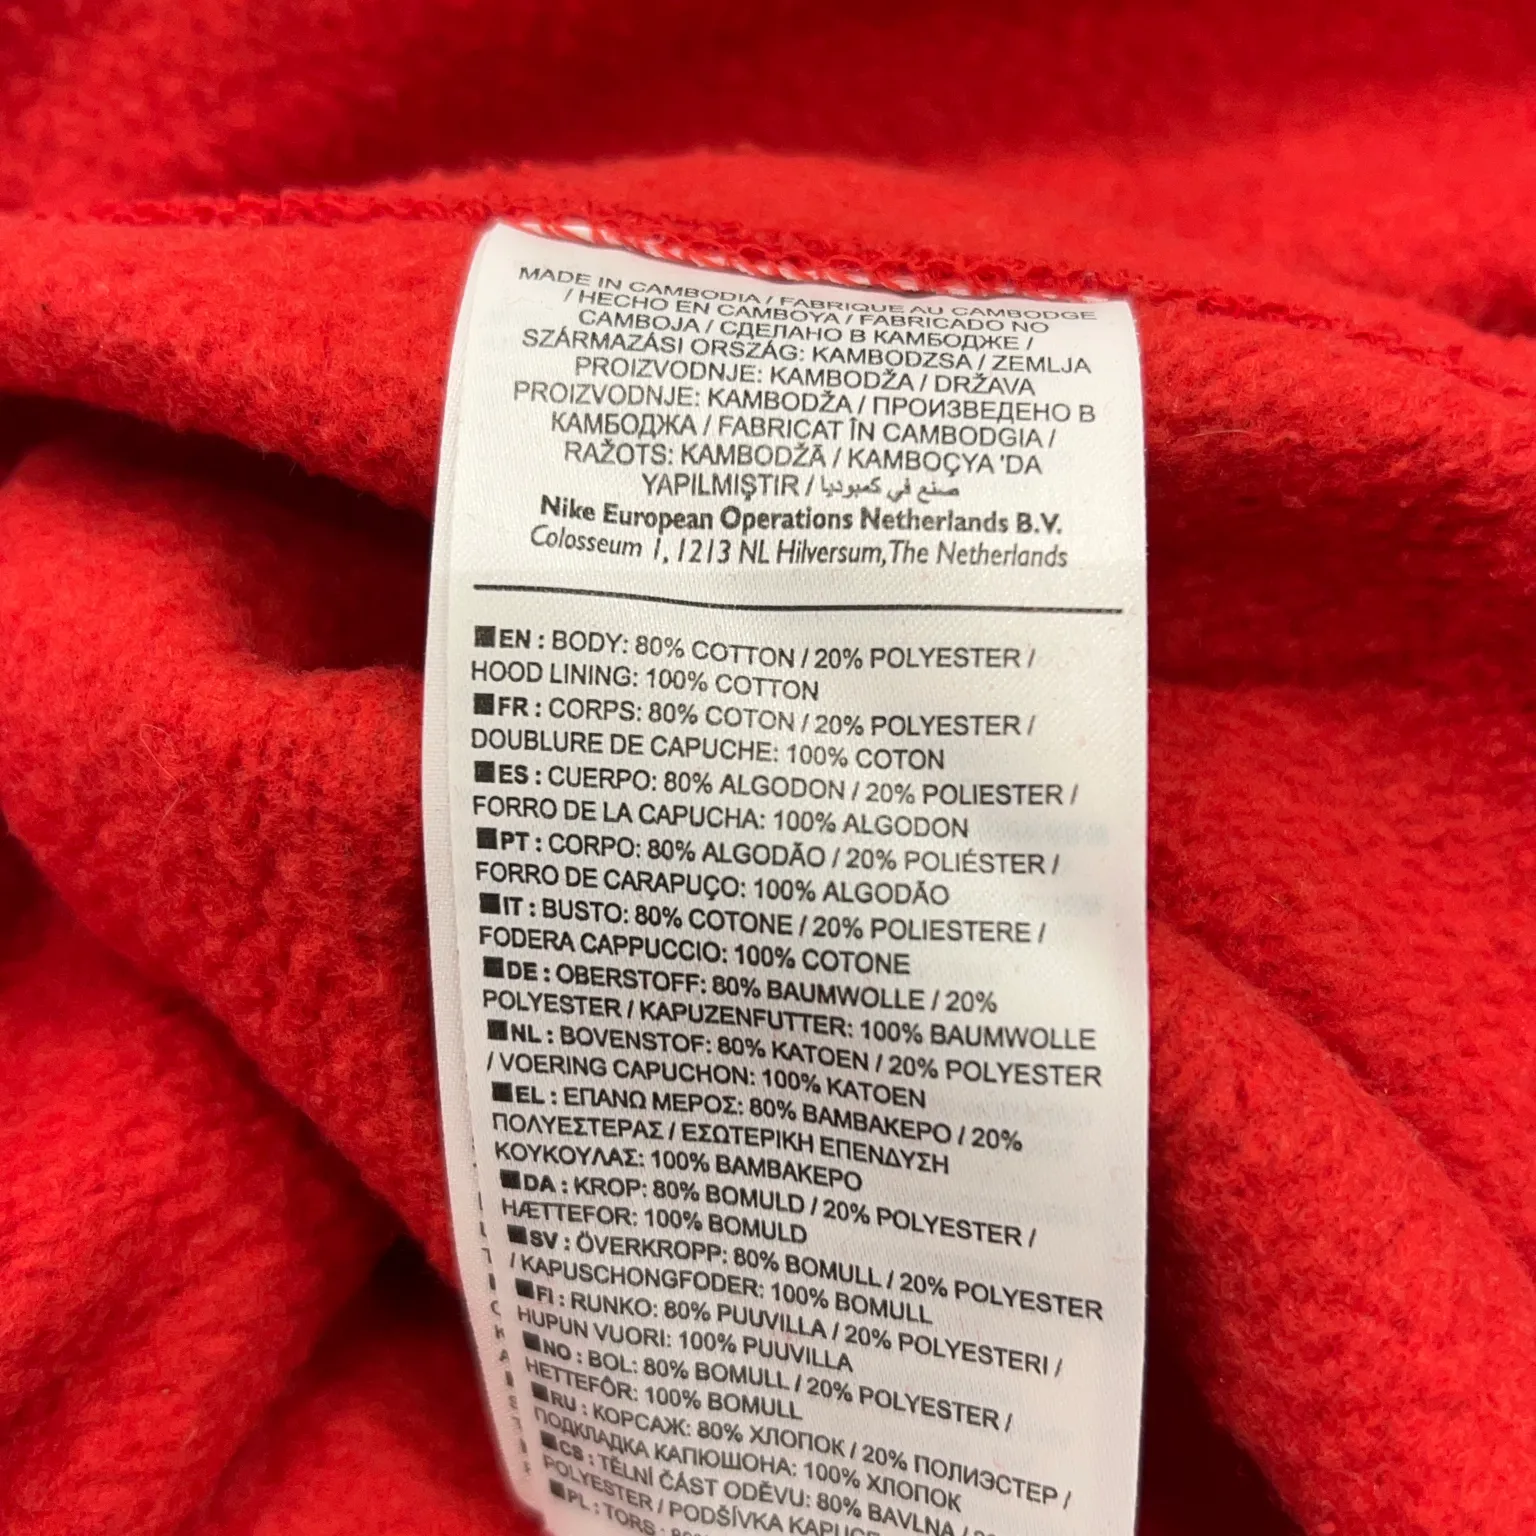 MADE IN CAMBODIA / FABRIQUE AU CAMBODGE
/ HECHO EN CAMBOYA / FABRICADO NO
CAMBOJA / СДЕЛАНО В КАМБОДЖЕ /
SZÁRMAZÁSI ORSZÁG: KAMBODZSA / ZEMLJA
PROIZVODNJE: KAMBODŽA / DRŽAVA
PROIZVODNJE: KAMBODŽA / ПРОИЗВЕДЕНО В
КАМБОДЖА / FABRICAT ÎN CAMBODGIA /
RAŽOTS: KAMBODŽĀ / KAMBOÇYA 'DA
YAPILMIŞTIR / صنع في كمبوديا
Nike European Operations Netherlands B.V.
Colosseum 1, 1213 NL Hilversum, The Netherlands
EN : BODY: 80% COTTON / 20% POLYESTER /
HOOD LINING: 100% COTTON
FR : CORPS: 80% COTON / 20% POLYESTER /
DOUBLURE DE CAPUCHE: 100% COTON
ES : CUERPO: 80% ALGODON / 20% POLIESTER /
FORRO DE LA CAPUCHA: 100% ALGODON
PT : CORPO: 80% ALGODÃO / 20% POLIÉSTER /
FORRO DE CARAPUÇO: 100% ALGODÃO
IT : BUSTO: 80% COTONE / 20% POLIESTERE /
FODERA CAPPUCCIO: 100% COTONE
DE : OBERSTOFF: 80% BAUMWOLLE / 20%
POLYESTER / KAPUZENFUTTER: 100% BAUMWOLLE
NL : BOVENSTOF: 80% KATOEN / 20% POLYESTER
/ VOERING CAPUCHON: 100% KATOEN
EL : ΕΠΑΝΩ ΜΕΡΟΣ: 80% ΒΑΜΒΑΚΕΡΟ / 20%
ΠΟΛΥΕΣΤΕΡΑΣ / ΕΣΩΤΕΡΙΚΗ ΕΠΕΝΔΥΣΗ
ΚΟΥΚΟΥΛΑΣ: 100% ΒΑΜΒΑΚΕΡΟ
DA : KROP: 80% BOMULD / 20% POLYESTER /
HÆTTEFOR: 100% BOMULD
SV : ÖVERKROPP: 80% BOMULL / 20% POLYESTER
/ KAPUSCHONGFODER: 100% BOMULL
FI : RUNKO: 80% PUUVILLA / 20% POLYESTERI /
HUPUN VUORI: 100% PUUVILLA
NO : BOL: 80% BOMULL / 20% POLYESTER /
HETTEFÔR: 100% BOMULL
RU : КОРСАЖ: 80% ХЛОПОК / 20% ПОЛИЭСТЕР /
ПОДКЛАДКА КАПЮШОНА: 100% ХЛОПОК
CS : TĚLNÍ ČÁST ODĚVU: 80% BAVLNA /
POLYESTER / PODŠÍVKA
PL : TORS